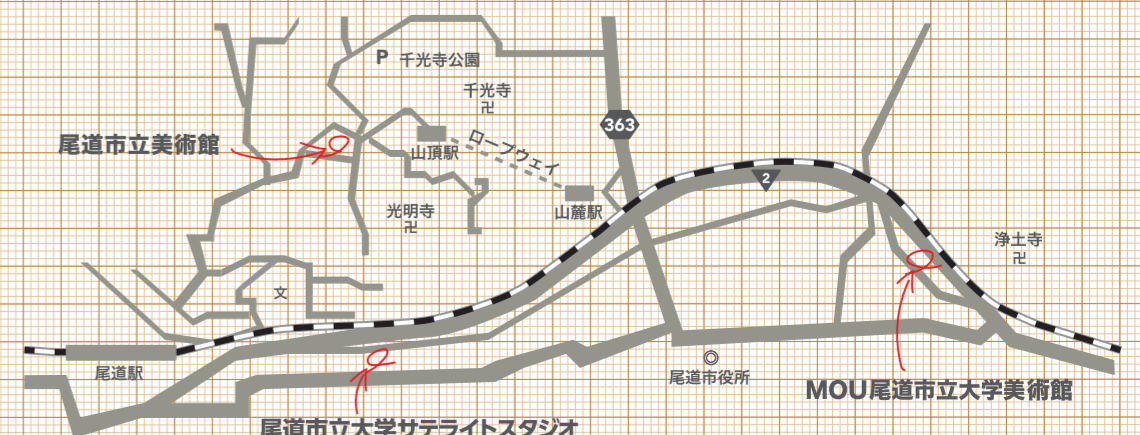 P 千光寺公園
千光寺
卍
363
尾道市立美術館
ロープウェイ
山頂駅
2
山麓駅
光明寺
卍
浄土寺
卍
文
尾道駅
尾道市役所
MOU尾道市立大学美術館
尾道市立大学サテライトスタジオ